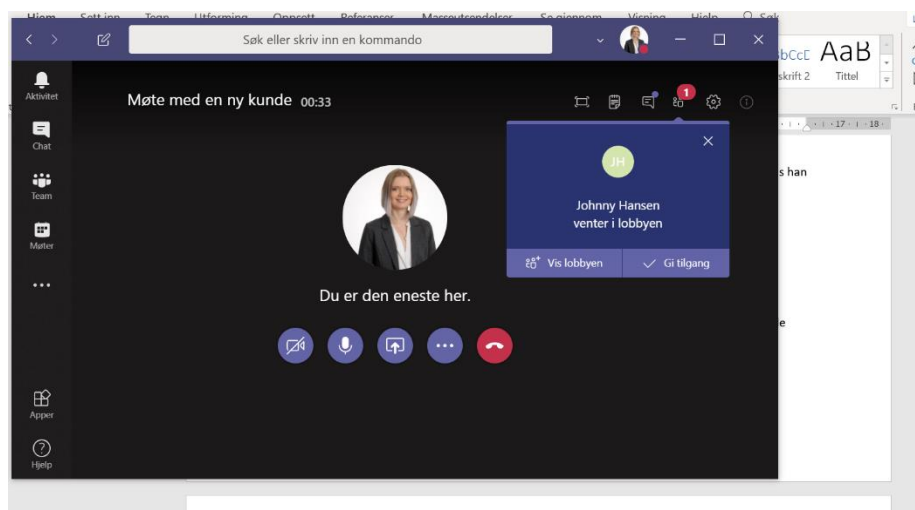 Hjem Sett inn Tegn Utforming Oppsett Referanser Masseutsendelser Se gjennom Visning Hjelp Søk
Søk eller skriv inn en kommando
AaB
skrift 2 Tittel
17 18
Aktivitet
Møte med en ny kunde 00:33
1
Chat
JH
s han
Team
Johnny Hansen
venter i lobbyen
Møter
Vis lobbyen Gi tilgang
Du er den eneste her.
e
Apper
Hjelp